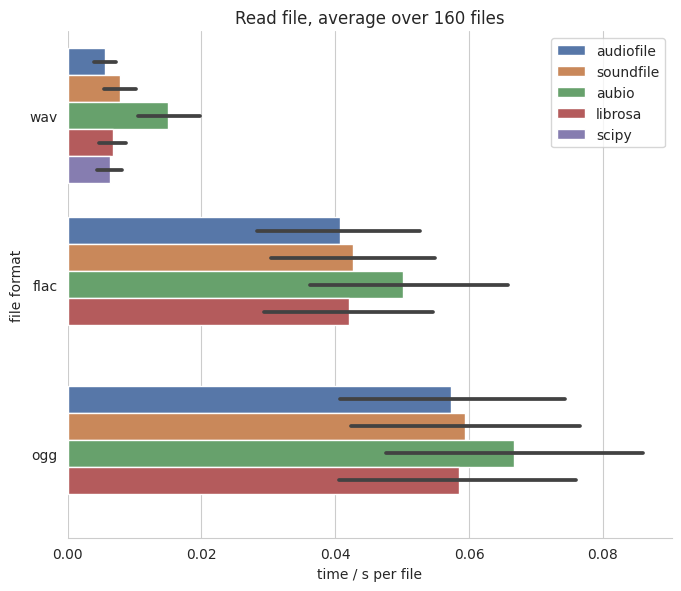 Read file, average over 160 files
audiofile
soundfile
aubio
librosa
scipy
wav
flac
ogg
file format
0.00 0.02 0.04 0.06 0.08
time / s per file